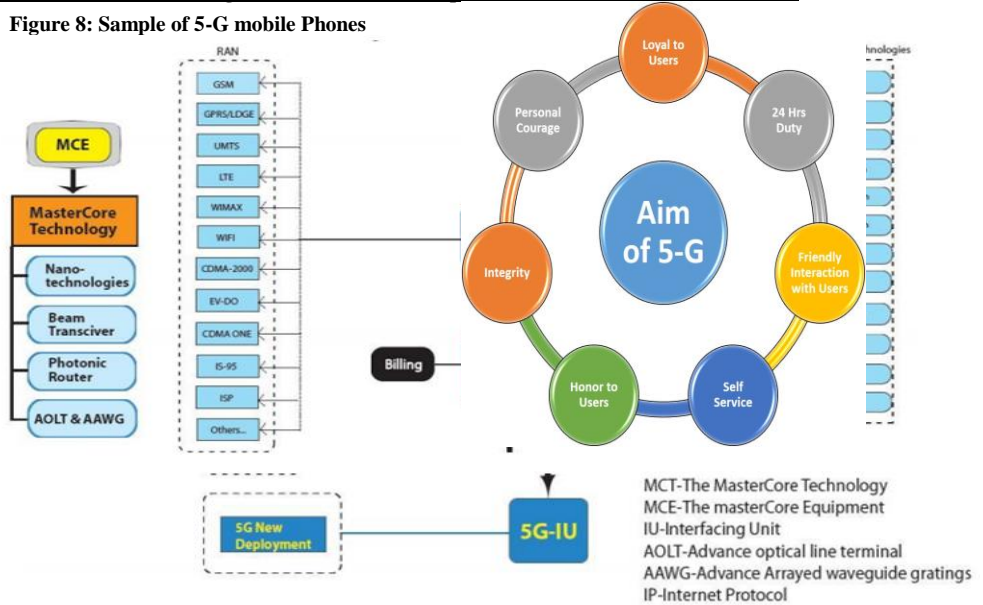 Figure 8: Sample of 5-G mobile Phones
RAN
GSM
GPRS/LDGE
UMTS
LTE
WIMAX
WIFI
CDMA-2000
EV-DO
CDMA ONE
IS-95
ISP
Others...
MCE
MasterCore
Technology
Nano-
technologies
Beam
Transciver
Photonic
Router
AOLT & AAWG
Billing
Aim
of 5-G
Loyal to
Users
24 Hrs
Duty
Friendly
Interaction
with Users
Self
Service
Honor to
Users
Integrity
Personal
Courage
5G New
Deployment
5G-IU
MCT-The MasterCore Technology
MCE-The masterCore Equipment
IU-Interfacing Unit
AOLT-Advance optical line terminal
AAWG-Advance Arrayed waveguide gratings
IP-Internet Protocol